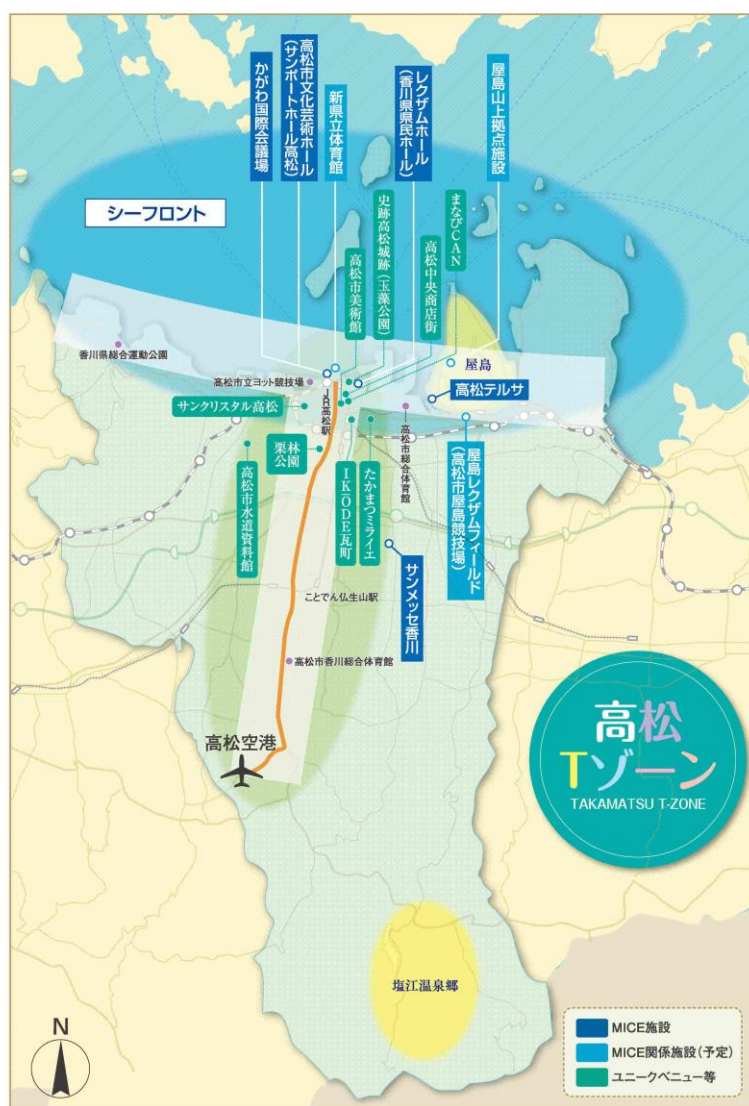 かがわ国際会議場
高松市文化芸術ホール
(サンポートホール高松)
新県立体育館
レクザムホール
(香川県県民ホール)
屋島山上拠点施設
シーフロント
高松市美術館
史跡高松城跡(玉藻公園)
高松中央商店街
まなびCAN
香川県総合運動公園
高松市立ヨット競技場
JR高松駅
屋島
高松テルサ
サンクリスタル高松
栗林
公園
高松市水道資料館
IKODE瓦町
たかまつミライエ
高松市総合体育館
屋島レクザムフィールド
(高松市屋島競技場)
サンメッセ香川
ことでん仏生山駅
高松市香川総合体育館
高松空港
高松
Tゾーン
TAKAMATSU T-ZONE
塩江温泉郷
N
MICE施設
MICE関係施設(予定)
ユニークベニュー等